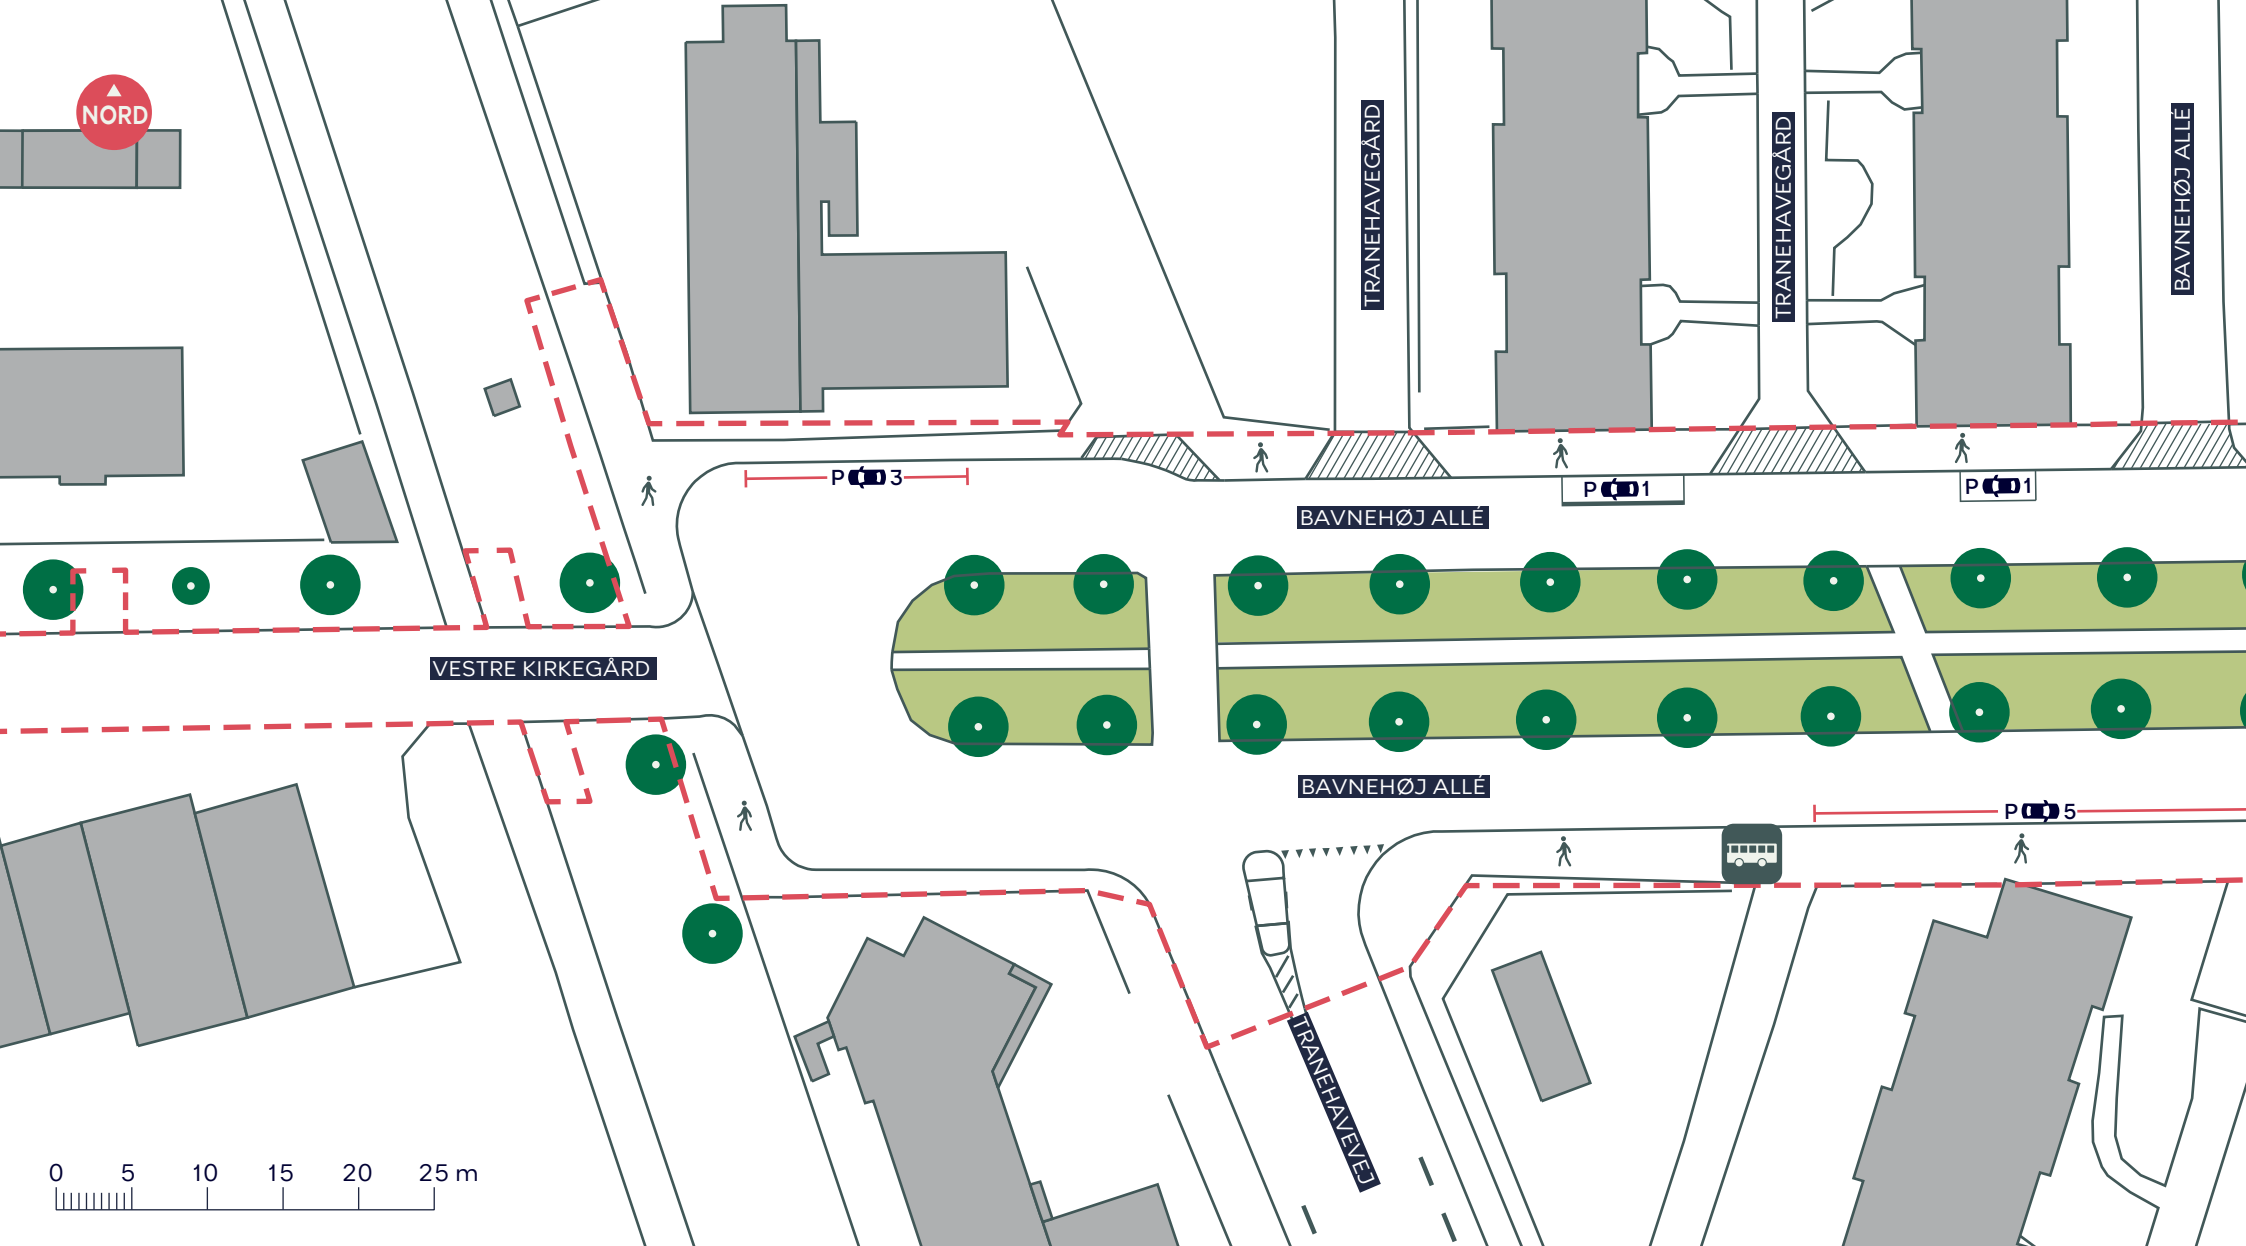 NORD
TRANEHAVEGÅRD
TRANEHAVEGÅRD
BAVNEHØJ ALLÉ
P 3
P 1
P 1
BAVNEHØJ ALLÉ
VESTRE KIRKEGÅRD
BAVNEHØJ ALLÉ
P 5
TRANEHAVEVEJ
0 5 10 15 20 25 m